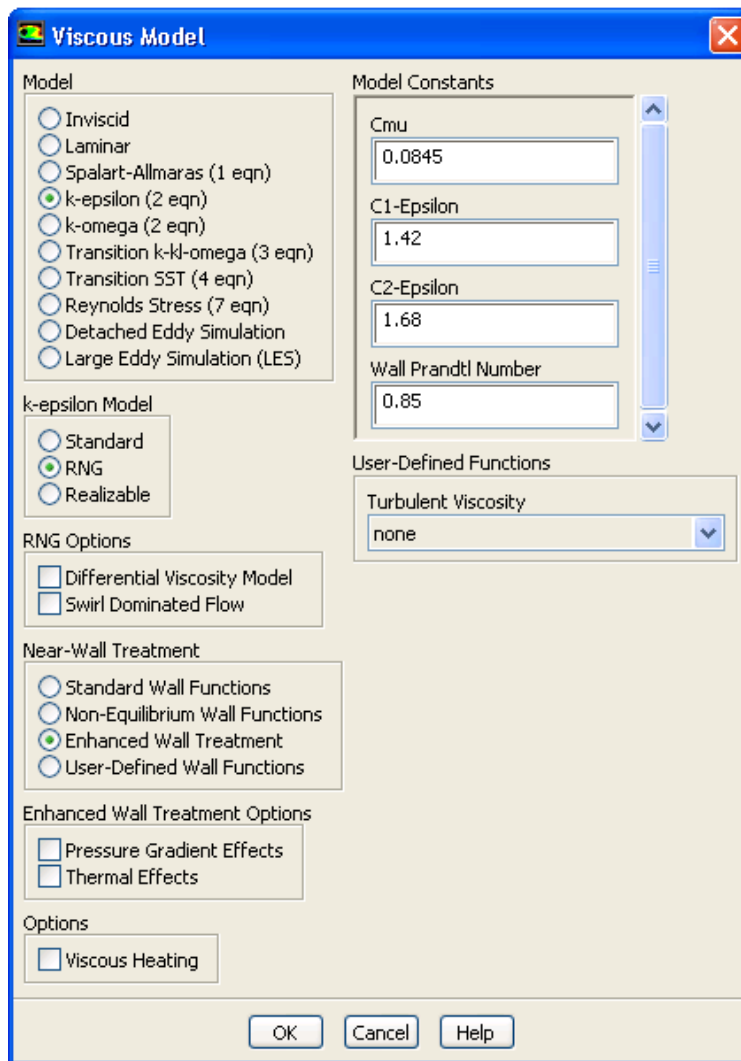 Viscous Model
Model
Inviscid
Laminar
Spalart-Allmaras (1 eqn)
k-epsilon (2 eqn)
k-omega (2 eqn)
Transition k-kl-omega (3 eqn)
Transition SST (4 eqn)
Reynolds Stress (7 eqn)
Detached Eddy Simulation
Large Eddy Simulation (LES)
k-epsilon Model
Standard
RNG
Realizable
RNG Options
Differential Viscosity Model
Swirl Dominated Flow
Near-Wall Treatment
Standard Wall Functions
Non-Equilibrium Wall Functions
Enhanced Wall Treatment
User-Defined Wall Functions
Enhanced Wall Treatment Options
Pressure Gradient Effects
Thermal Effects
Options
Viscous Heating
Model Constants
Cmu
0.0845
C1-Epsilon
1.42
C2-Epsilon
1.68
Wall Prandtl Number
0.85
User-Defined Functions
Turbulent Viscosity
none
OK
Cancel
Help